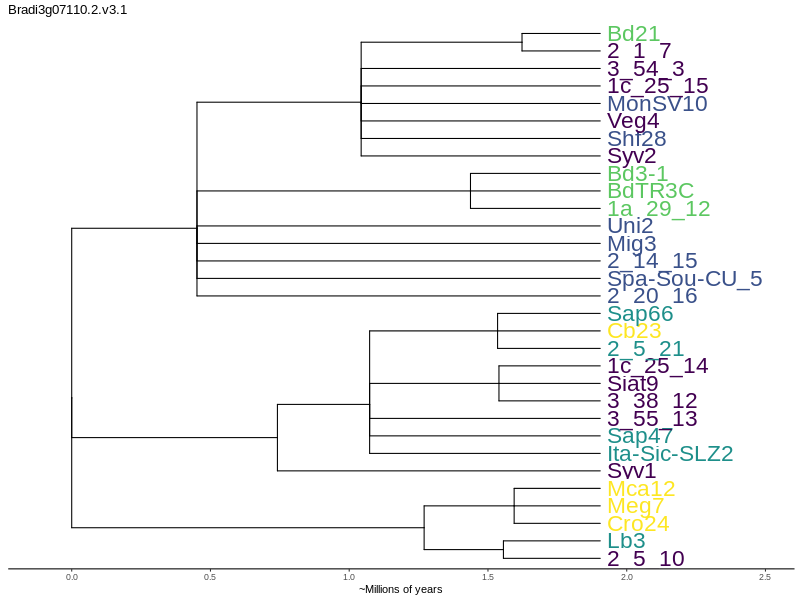 Bradi3g07110.2.v3.1
Bd21
2_1_7
3_54_3
1c_25_15
MonSV10
Veg4
Shf28
Syv2
Bd3-1
BdTR3C
1a_29_12
Uni2
Mig3
2_14_15
Spa-Sou-CU_5
2_20_16
Sap66
Cb23
2_5_21
1c_25_14
Siat9
3_38_12
3_55_13
Sap47
Ita-Sic-SLZ2
Syv1
Mca12
Meg7
Cro24
Lb3
2_5_10
0.0 0.5 1.0 1.5 2.0 2.5
~Millions of years